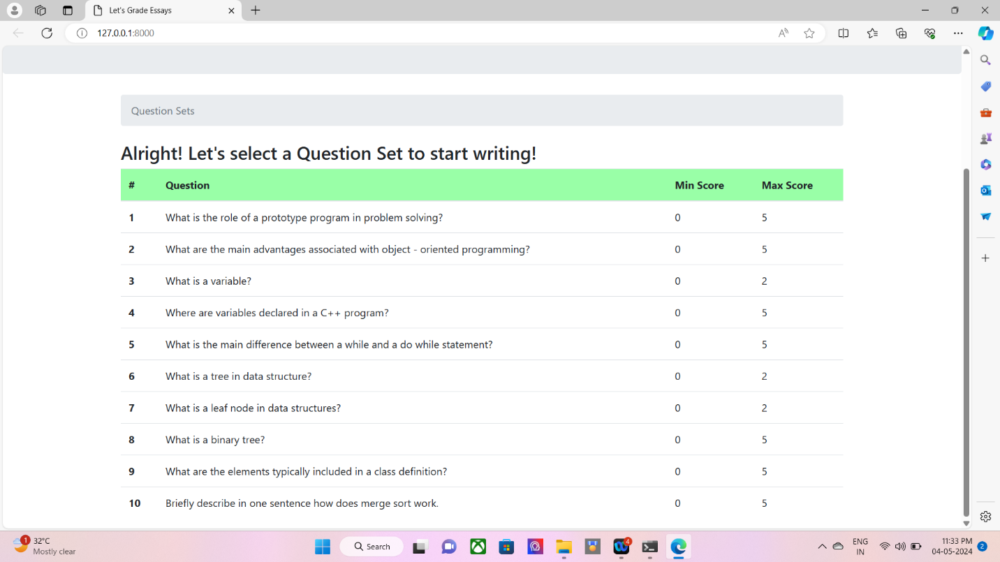 Let's Grade Essays
127.0.0.1:8000
Question Sets
Alright! Let's select a Question Set to start writing!
# Question Min Score Max Score
1 What is the role of a prototype program in problem solving? 0 5
2 What are the main advantages associated with object - oriented programming? 0 5
3 What is a variable? 0 2
4 Where are variables declared in a C++ program? 0 5
5 What is the main difference between a while and a do while statement? 0 5
6 What is a tree in data structure? 0 2
7 What is a leaf node in data structures? 0 2
8 What is a binary tree? 0 5
9 What are the elements typically included in a class definition? 0 5
10 Briefly describe in one sentence how does merge sort work. 0 5
1 32°C
Mostly clear
Search
4
ENG
IN
11:33 PM
04-05-2024
2